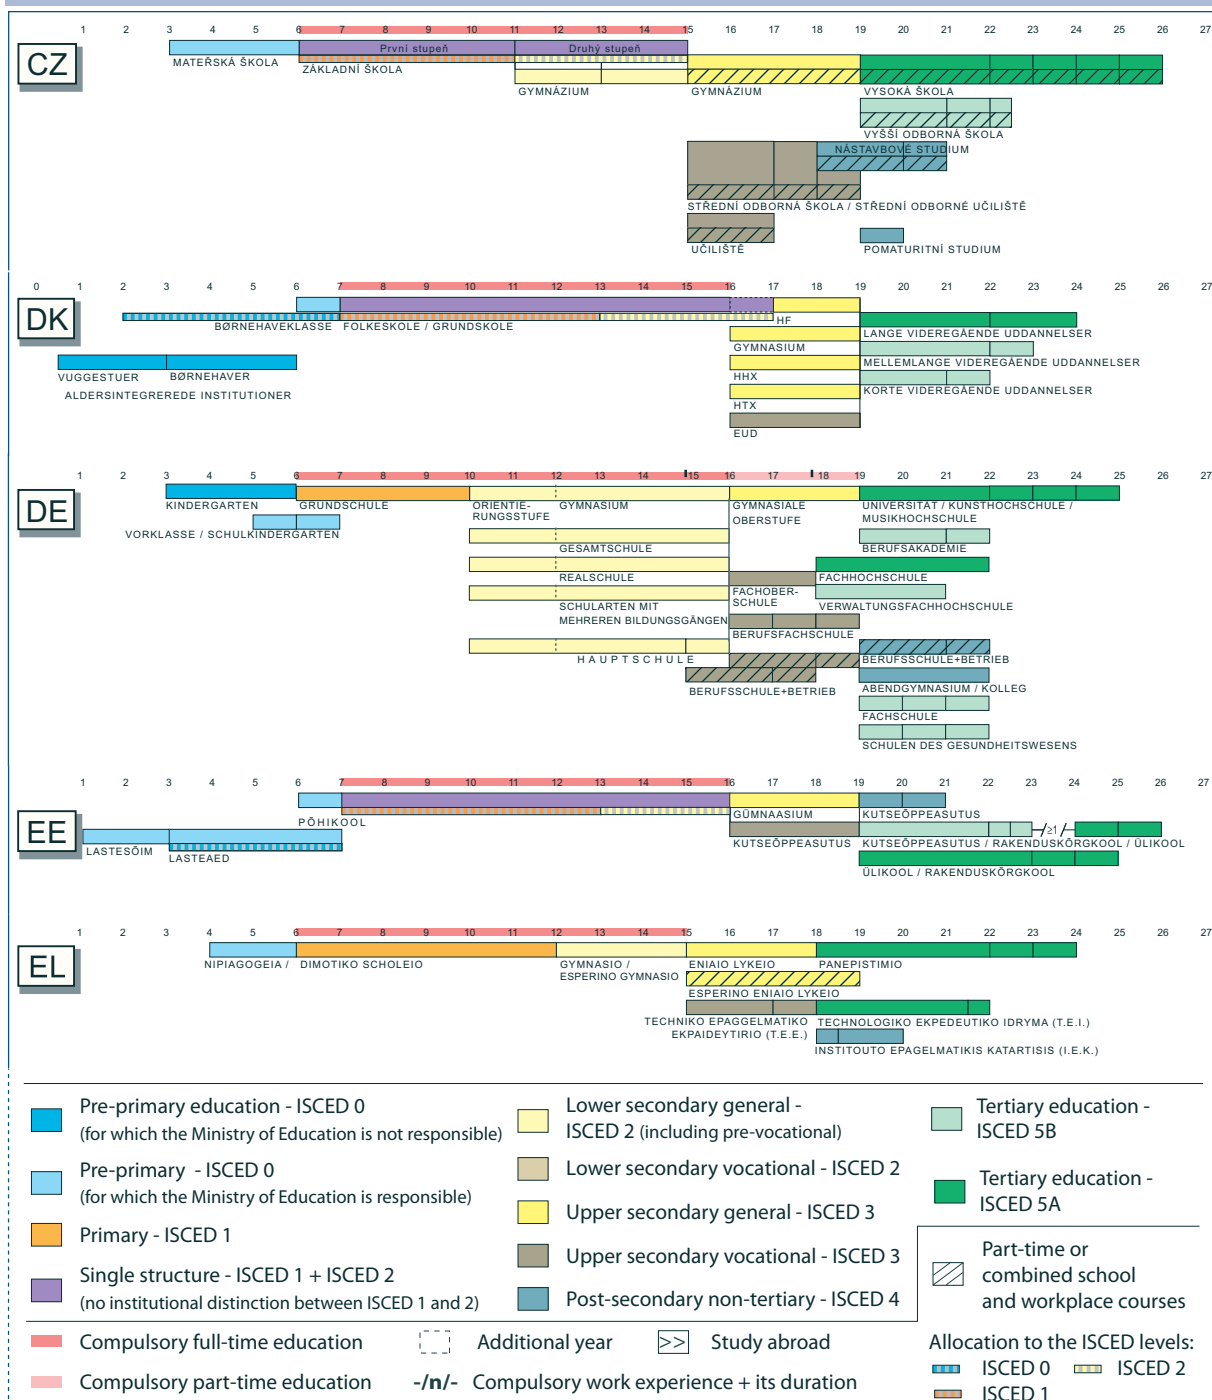 1 2 3 4 5 6 7 8 9 10 11 12 13 14 15 16 17 18 19 20 21 22 23 24 25 26 27
CZ
První stupeň Druhý stupeň
MATEŘSKÁ ŠKOLA ZÁKLADNÍ ŠKOLA
GYMNÁZIUM GYMNÁZIUM VYSOKÁ ŠKOLA
VYŠŠÍ ODBORNÁ ŠKOLA
NÁSTAVBOVÉ STUDIUM
STŘEDNÍ ODBORNÁ ŠKOLA / STŘEDNÍ ODBORNÉ UČILIŠTĚ
UČILIŠTĚ POMATURITNÍ STUDIUM
0 1 2 3 4 5 6 7 8 9 10 11 12 13 14 15 16 17 18 19 20 21 22 23 24 25 26 27
DK
BØRNEHAVEKLASSE FOLKESKOLE / GRUNDSKOLE HF
LANGE VIDEREGÅENDE UDDANNELSER
GYMNASIUM MELLEMLANGE VIDEREGÅENDE UDDANNELSER
VUGGESTUER BØRNEHAVER HHX KORTE VIDEREGÅENDE UDDANNELSER
ALDERSINTEGREREDE INSTITUTIONER
HTX
EUD
1 2 3 4 5 6 7 8 9 10 11 12 13 14 15 16 17 18 19 20 21 22 23 24 25 26 27
DE
KINDERGARTEN GRUNDSCHULE ORIENTIE- GYMNASIUM GYMNASIALE UNIVERSITÄT / KUNSTHOCHSCHULE /
RUNGSSTUFE OBERSTUFE MUSIKHOCHSCHULE
VORKLASSE / SCHULKINDERGARTEN
GESAMTSCHULE BERUFSAKADEMIE
REALSCHULE FACHHOCHSCHULE
FACHOBER-
SCHULE VERWALTUNGSFACHHOCHSCHULE
SCHULARTEN MIT
MEHREREN BILDUNGSGÄNGEN
BERUFSFACHSCHULE
HAUPTSCHULE BERUFSSCHULE+BETRIEB
BERUFSSCHULE+BETRIEB ABENDGYMNASIUM / KOLLEG
FACHSCHULE
SCHULEN DES GESUNDHEITSWESENS
1 2 3 4 5 6 7 8 9 10 11 12 13 14 15 16 17 18 19 20 21 22 23 24 25 26 27
EE
PÕHIKOOL GÜMNAASIUM KUTSEÕPPEASUTUS
≥1
LASTESÕIM KUTSEÕPPEASUTUS KUTSEÕPPEASUTUS / RAKENDUSKÕRGKOOL / ÜLIKOOL
LASTEAED
ÜLIKOOL / RAKENDUSKÕRGKOOL
1 2 3 4 5 6 7 8 9 10 11 12 13 14 15 16 17 18 19 20 21 22 23 24 25 26 27
EL
NIPIAGOGEIA / DIMOTIKO SCHOLEIO GYMNASIO / ENIAIO LYKEIO PANEPISTIMIO
ESPERINO GYMNASIO
ESPERINO ENIAIO LYKEIO
TECHNIKO EPAGGELMATIKO TECHNOLOGIKO EKPEDEUTIKO IDRYMA (T.E.I.)
EKPAIDEYTIRIO (T.E.E.)
INSTITOUTO EPAGELMATIKIS KATARTISIS (I.E.K.)
Pre-primary education - ISCED 0
(for which the Ministry of Education is not responsible)
Pre-primary - ISCED 0
(for which the Ministry of Education is responsible)
Primary - ISCED 1
Single structure - ISCED 1 + ISCED 2
(no institutional distinction between ISCED 1 and 2)
Lower secondary general -
ISCED 2 (including pre-vocational)
Lower secondary vocational - ISCED 2
Upper secondary general - ISCED 3
Upper secondary vocational - ISCED 3
Post-secondary non-tertiary - ISCED 4
Tertiary education -
ISCED 5B
Tertiary education -
ISCED 5A
Part-time or
combined school
and workplace courses
Compulsory full-time education
Additional year
>> Study abroad
Compulsory part-time education
-/n/- Compulsory work experience + its duration
Allocation to the ISCED levels:
ISCED 0 ISCED 2
ISCED 1